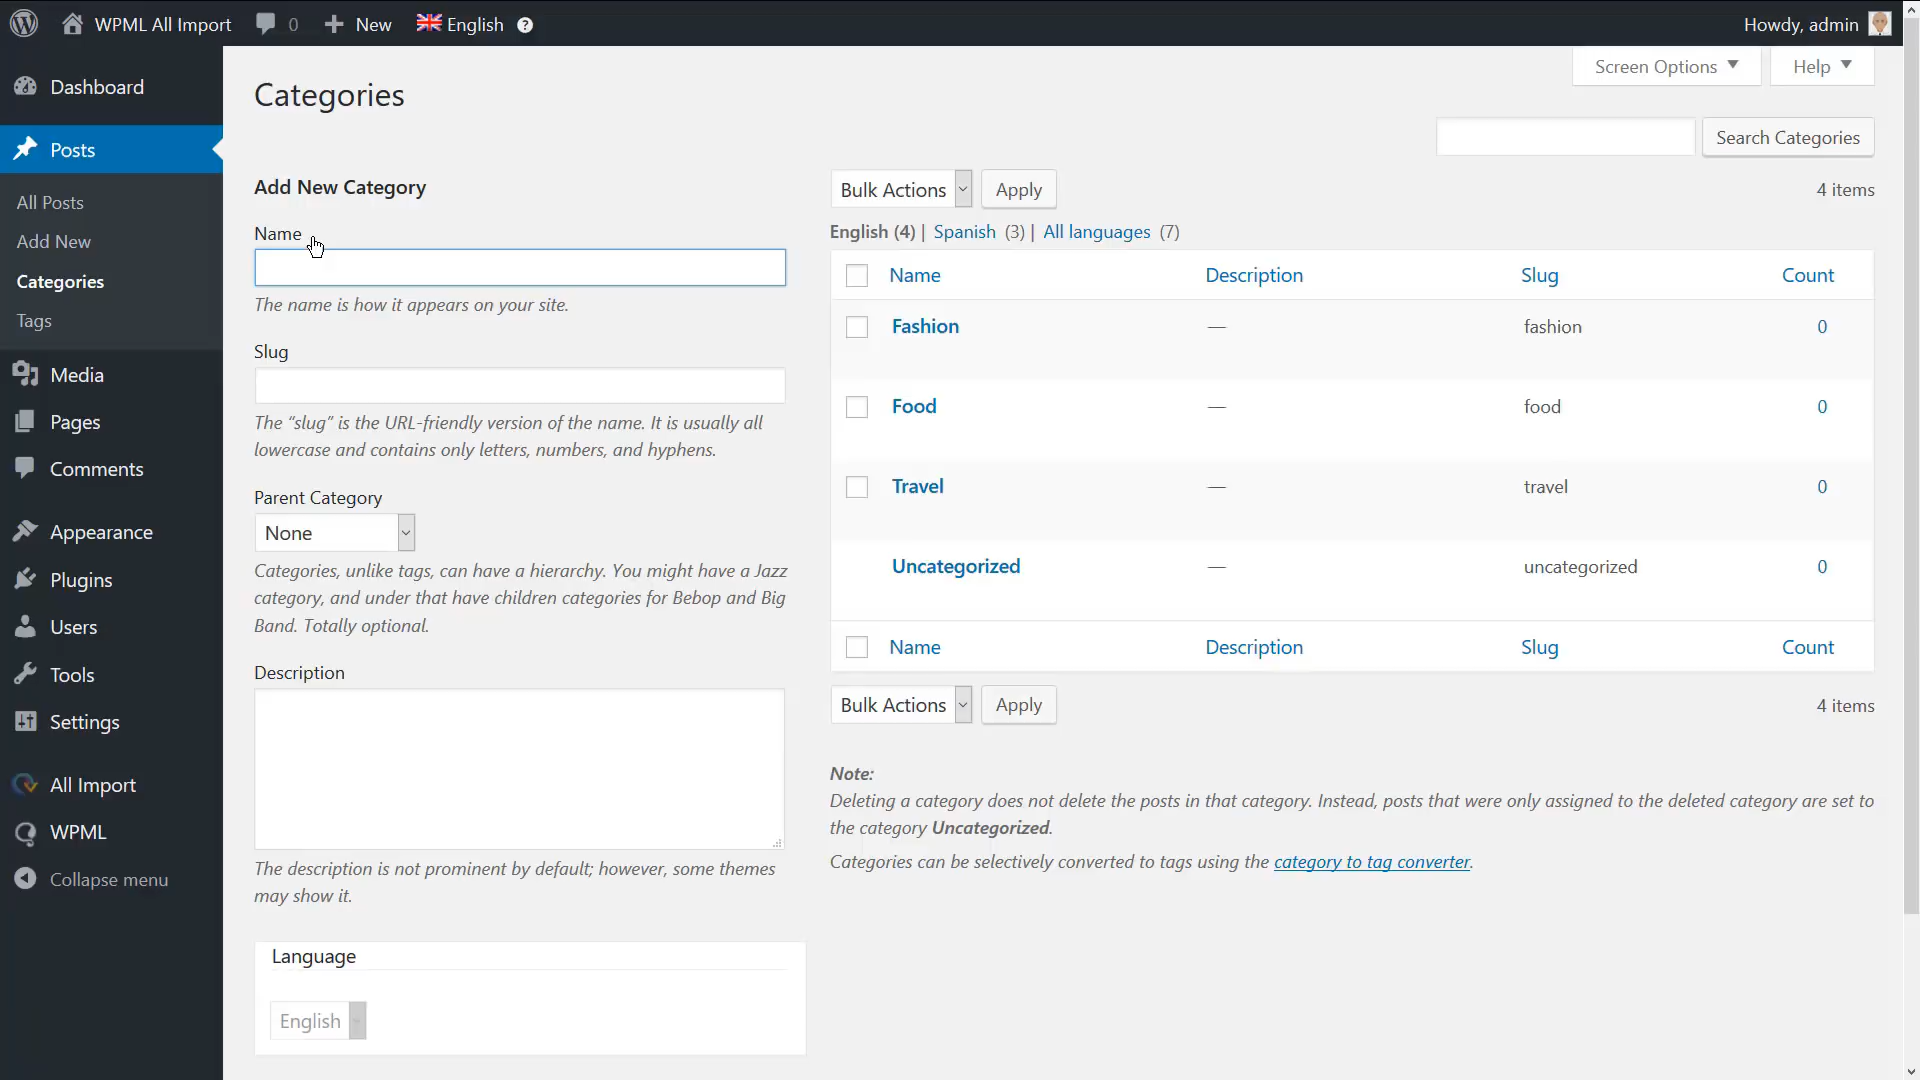 WPML All Import
0
New
English
?
Howdy, admin
Dashboard
Posts
All Posts
Add New
Categories
Tags
Media
Pages
Comments
Appearance
Plugins
Users
Tools
Settings
All Import
WPML
Collapse menu
Screen Options
Help
Categories
Search Categories
Add New Category
Name
The name is how it appears on your site.
Slug
The “slug” is the URL-friendly version of the name. It is usually all
lowercase and contains only letters, numbers, and hyphens.
Parent Category
None
Categories, unlike tags, can have a hierarchy. You might have a Jazz
category, and under that have children categories for Bebop and Big
Band. Totally optional.
Description
The description is not prominent by default; however, some themes
may show it.
Language
English
Bulk Actions Apply 4 items
English (4) | Spanish (3) | All languages (7)
Name Description Slug Count
Fashion — fashion 0
Food — food 0
Travel — travel 0
Uncategorized — uncategorized 0
Name Description Slug Count
Bulk Actions Apply 4 items
Note:
Deleting a category does not delete the posts in that category. Instead, posts that were only assigned to the deleted category are set to
the category Uncategorized.
Categories can be selectively converted to tags using the category to tag converter.